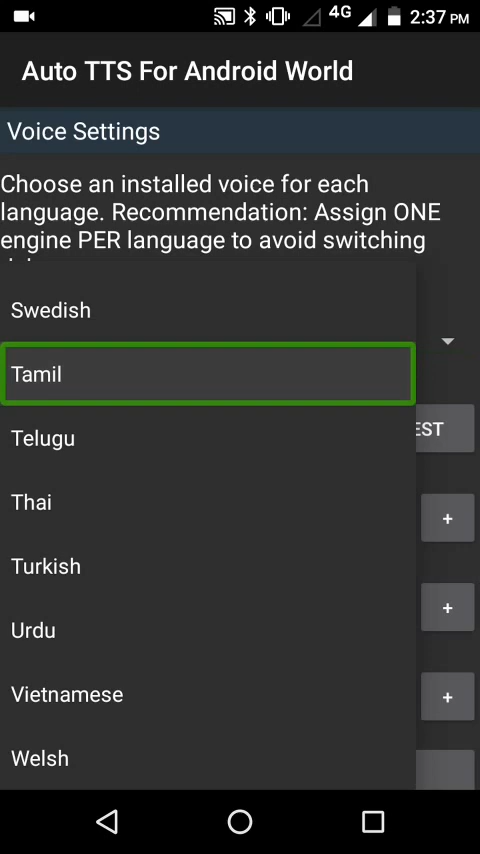 4G 2:37 PM
Auto TTS For Android World
Voice Settings
Choose an installed voice for each
language. Recommendation: Assign ONE
engine PER language to avoid switching
Swedish
Tamil
Telugu
EST
Thai
+
Turkish
Urdu
+
Vietnamese
+
Welsh